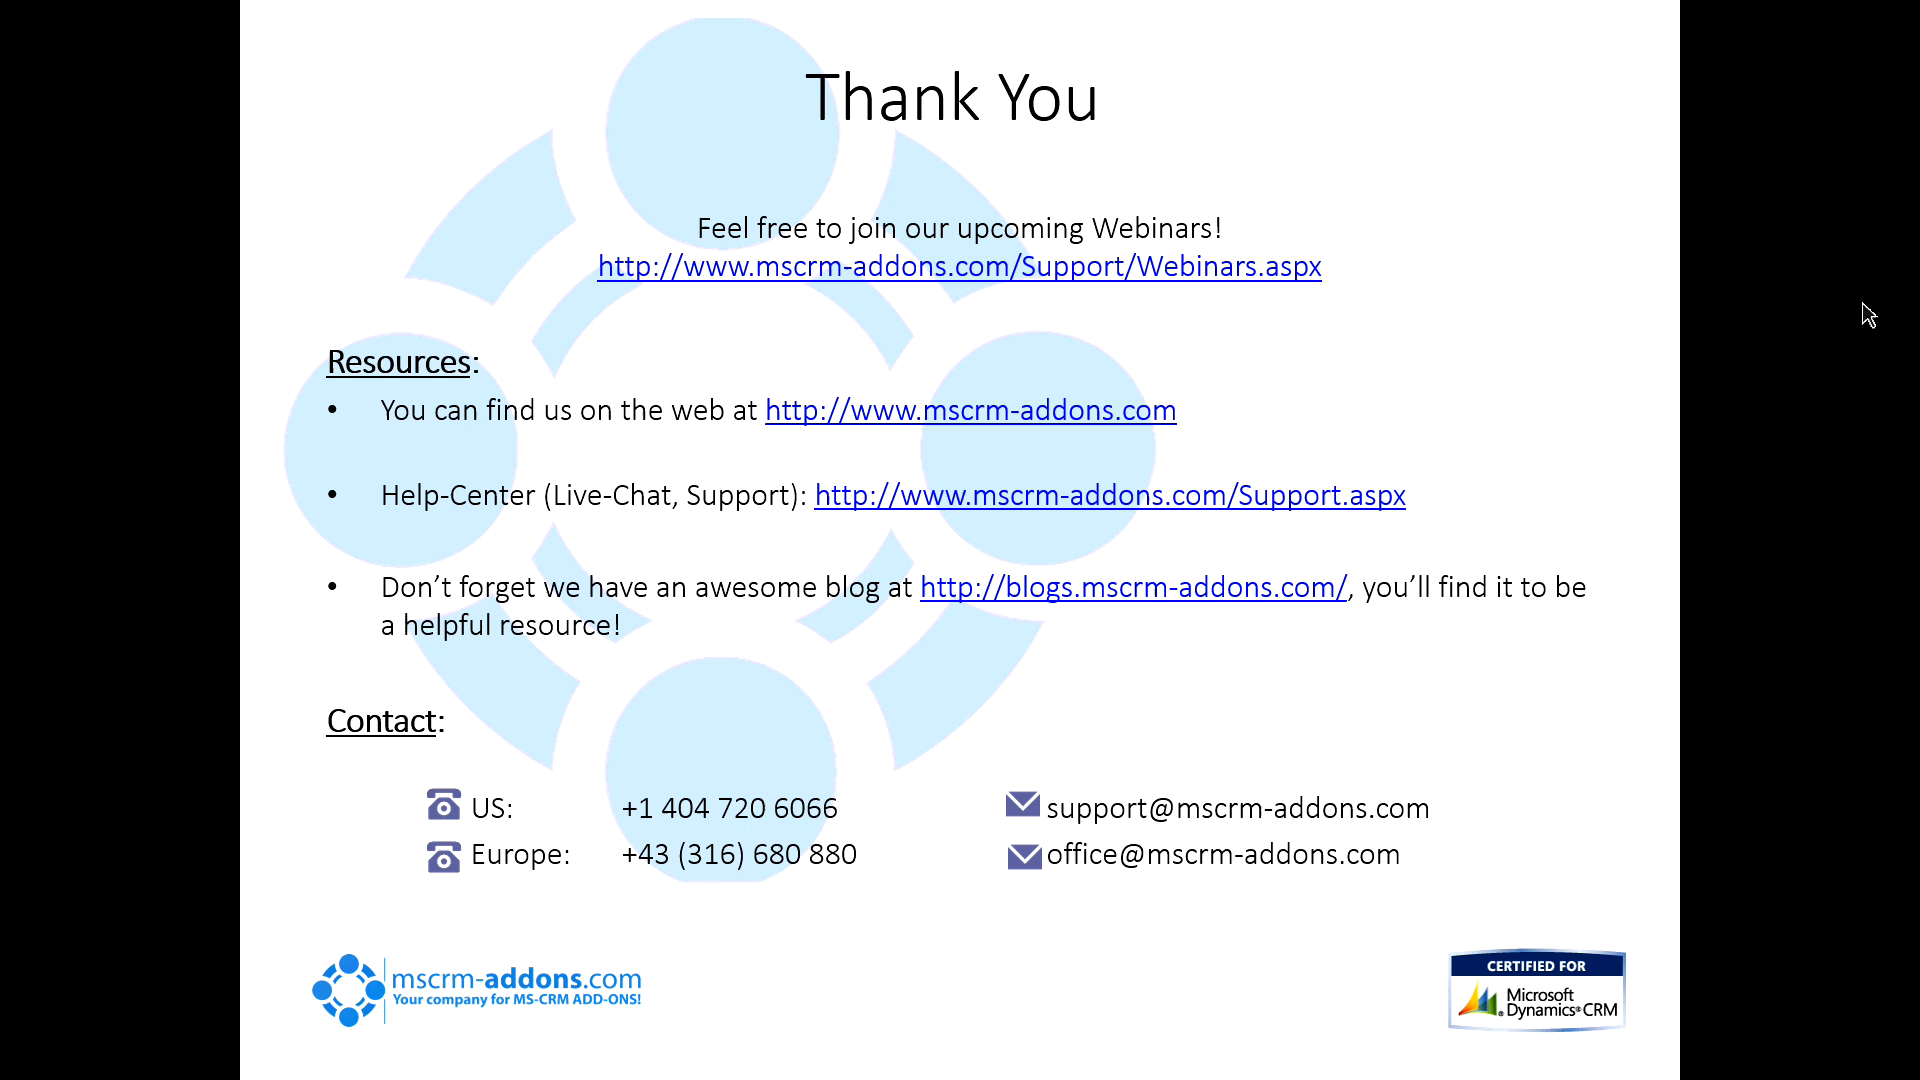 Thank You
Feel free to join our upcoming Webinars!
http://www.mscrm-addons.com/Support/Webinars.aspx
Resources:
• You can find us on the web at http://www.mscrm-addons.com
• Help-Center (Live-Chat, Support): http://www.mscrm-addons.com/Support.aspx
• Don’t forget we have an awesome blog at http://blogs.mscrm-addons.com/, you’ll find it to be
a helpful resource!
Contact:
US: +1 404 720 6066 support@mscrm-addons.com
Europe: +43 (316) 680 880 office@mscrm-addons.com
mscrm-addons.com
Your company for MS-CRM ADD-ONS!
CERTIFIED FOR
Microsoft
Dynamics® CRM